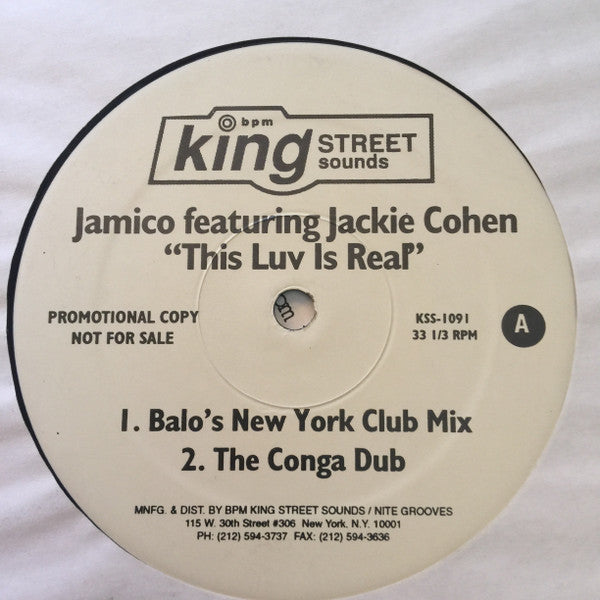 bpm
king STREET
sounds
Jamico featuring Jackie Cohen
“This Luv Is Real”
PROMOTIONAL COPY
NOT FOR SALE
KSS-1091
33 1/3 RPM
A
1. Balo's New York Club Mix
2. The Conga Dub
MNFG. & DIST. BY BPM KING STREET SOUNDS / NITE GROOVES
115 W. 30th Street #306 New York. N.Y. 10001
PH: (212) 594-3737 FAX: (212) 594-3636